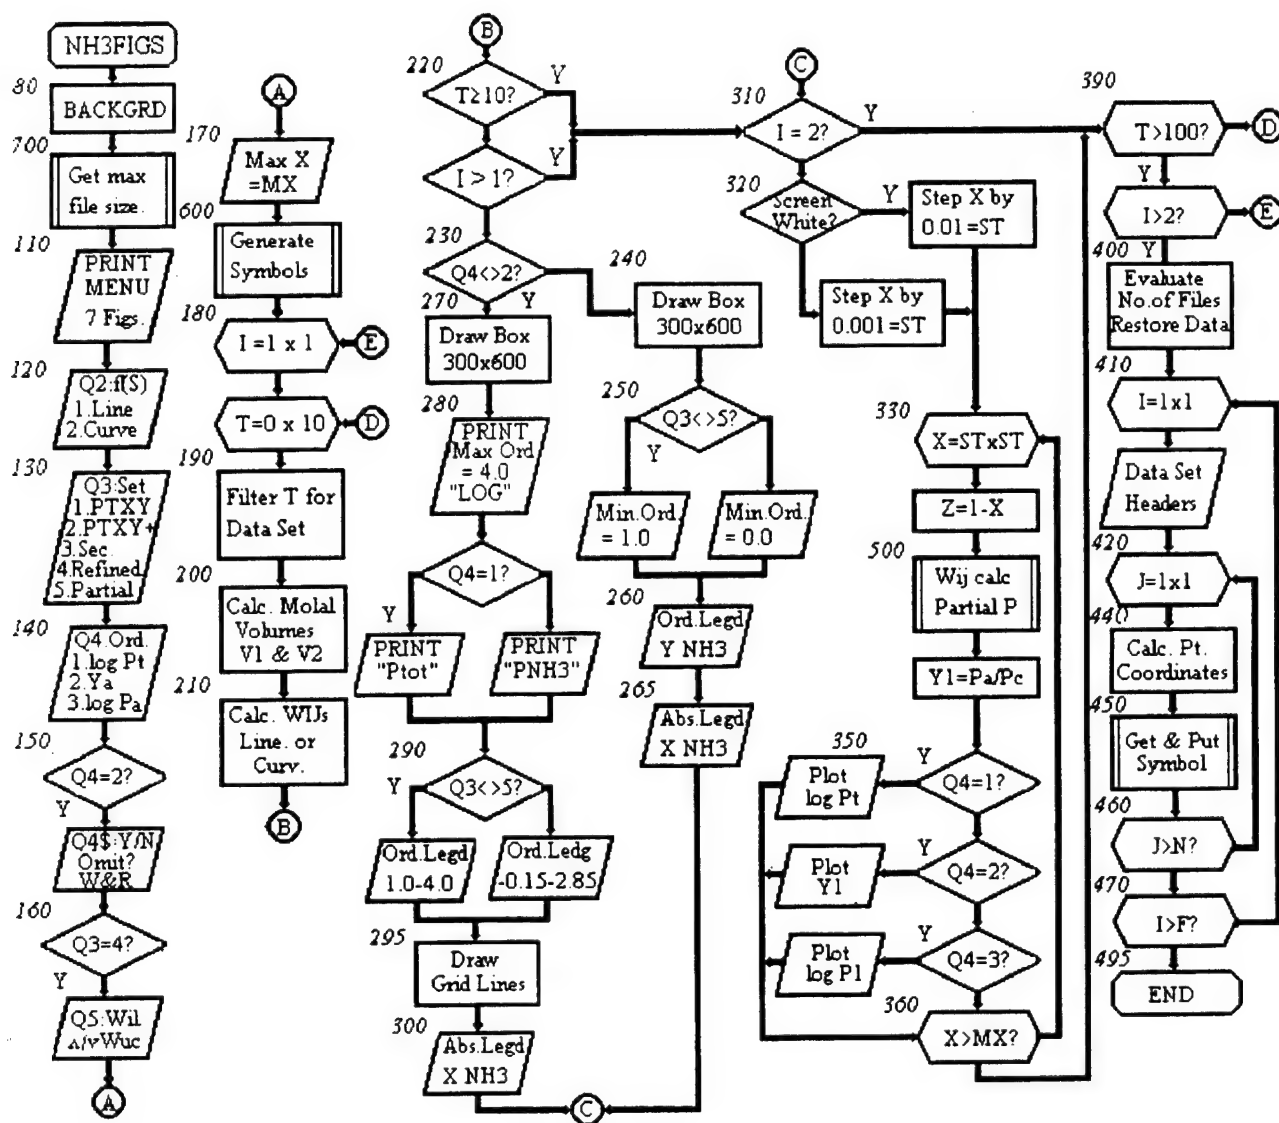 NH3FIGS
80
BACKGRD
700
Get max
file size.
110
PRINT
MENU
7 Figs.
120
Q2:f(S)
1.Line
2.Curve
130
Q3:Set
1.PTXY
2.PTXY+
3.Sec.
4.Refined
5.Partial
140
Q4.Ord.
1.log Pt
2.Ya
3.log Pa
150
Q4=2?
Y
Q4$:Y/N
Omit?
W&R
160
Q3=4?
Y
Q5:Wil
Wuc
A
A
170
Max X
=MX
600
Generate
Symbols
180
I =1 x 1
E
T=0 x 10
D
190
Filter T for
Data Set
200
Calc. Molal
Volumes
V1 & V2
210
Calc. WIJs
Line. or
Curv.
B
B
220
T≥10?
Y
I > 1?
Y
230
Q4<>2?
270
Y
Draw Box
300x600
280
PRINT
Max Ord
= 4.0
"LOG"
Q4=1?
Y
PRINT
"Ptot"
PRINT
"PNH3"
290
Y
Q3<>5?
Ord.Legd
1.0-4.0
Ord.Ledg
-0.15-2.85
295
Draw
Grid Lines
300
Abs.Legd
X NH3
240
Draw Box
300x600
250
Q3<>5?
Y
Min.Ord.
= 1.0
Min.Ord.
= 0.0
260
Ord.Legd
Y NH3
265
Abs.Legd
X NH3
C
C
310
I = 2?
Y
320
Screen
White?
Y
Step X by
0.01=ST
Step X by
0.001=ST
330
X=STxST
Z=1-X
500
Wij calc
Partial P
Y1=Pa/Pc
350
Y
Q4=1?
Plot
log Pt
Y
Q4=2?
Plot
Y1
Y
Q4=3?
Plot
log P1
360
X>MX?
390
T>100?
D
Y
I>2?
E
400
Y
Evaluate
No.of Files
Restore Data
410
I=1x1
Data Set
Headers
420
J=1x1
440
Calc. Pt.
Coordinates
450
Get & Put
Symbol
460
J>N?
470
I>F?
495
END